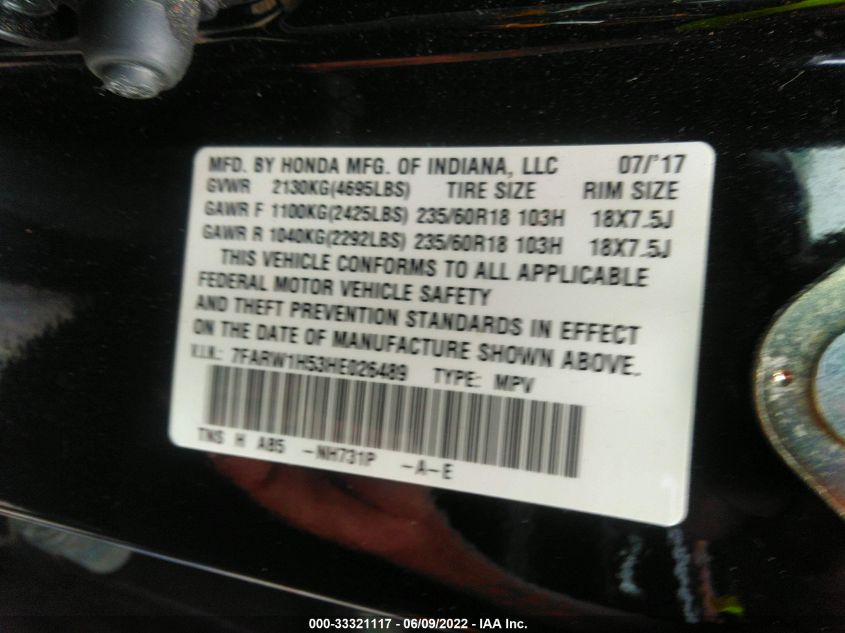 MFD. BY HONDA MFG. OF INDIANA, LLC 07/'17
GVWR 2130KG(4695LBS) TIRE SIZE RIM SIZE
GAWR F 1100KG(2425LBS) 235/60R18 103H 18X7.5J
GAWR R 1040KG(2292LBS) 235/60R18 103H 18X7.5J
THIS VEHICLE CONFORMS TO ALL APPLICABLE
FEDERAL MOTOR VEHICLE SAFETY
AND THEFT PREVENTION STANDARDS IN EFFECT
ON THE DATE OF MANUFACTURE SHOWN ABOVE.
V.I.N.: 7FARW1H53HE026489 TYPE: MPV
TNS H A85 -NH731P -A-E
000-33321117 - 06/09/2022 - IAA Inc.